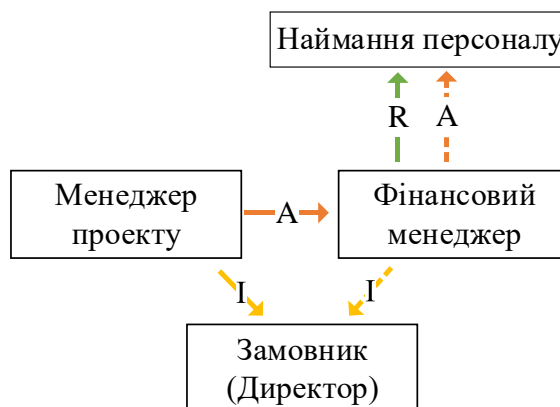 Наймання персоналу
R
A
Менеджер
проекту
A
Фінансовий
менеджер
I
I
Замовник
(Директор)